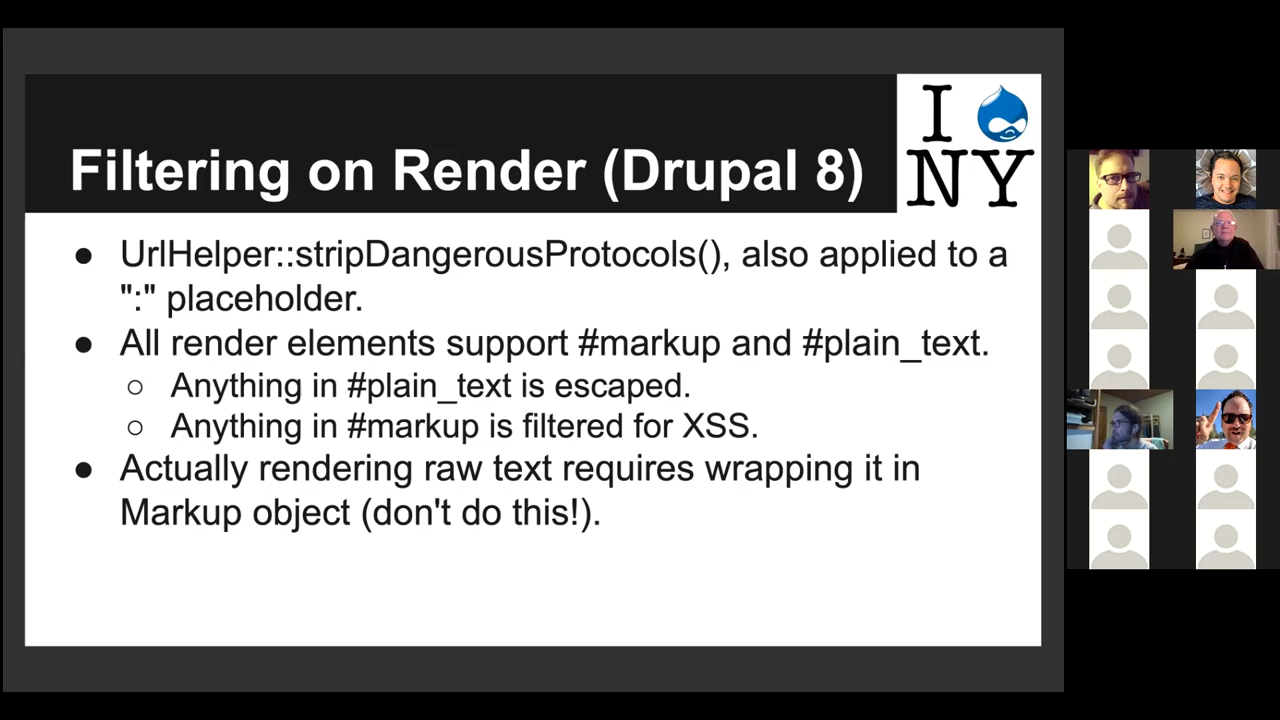 I
NY
Filtering on Render (Drupal 8)
● UrlHelper::stripDangerousProtocols(), also applied to a
":" placeholder.
● All render elements support #markup and #plain_text.
○ Anything in #plain_text is escaped.
○ Anything in #markup is filtered for XSS.
● Actually rendering raw text requires wrapping it in
Markup object (don't do this!).